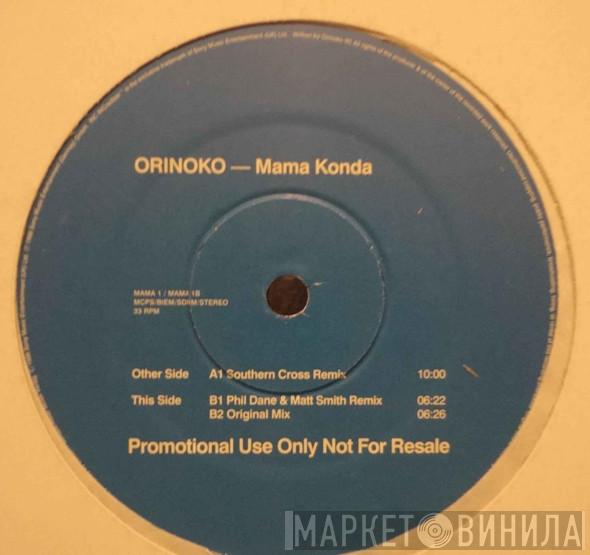 ORINOKO — Mama Konda
MAMA 1 / MAMA 1B
MCPS/BIEM/SDRM/STEREO
33 RPM
Other Side A1 Southern Cross Remix 10:00
This Side B1 Phil Dane & Matt Smith Remix 06:22
B2 Original Mix 06:26
Promotional Use Only Not For Resale
МАРКЕТ ВИНИЛА